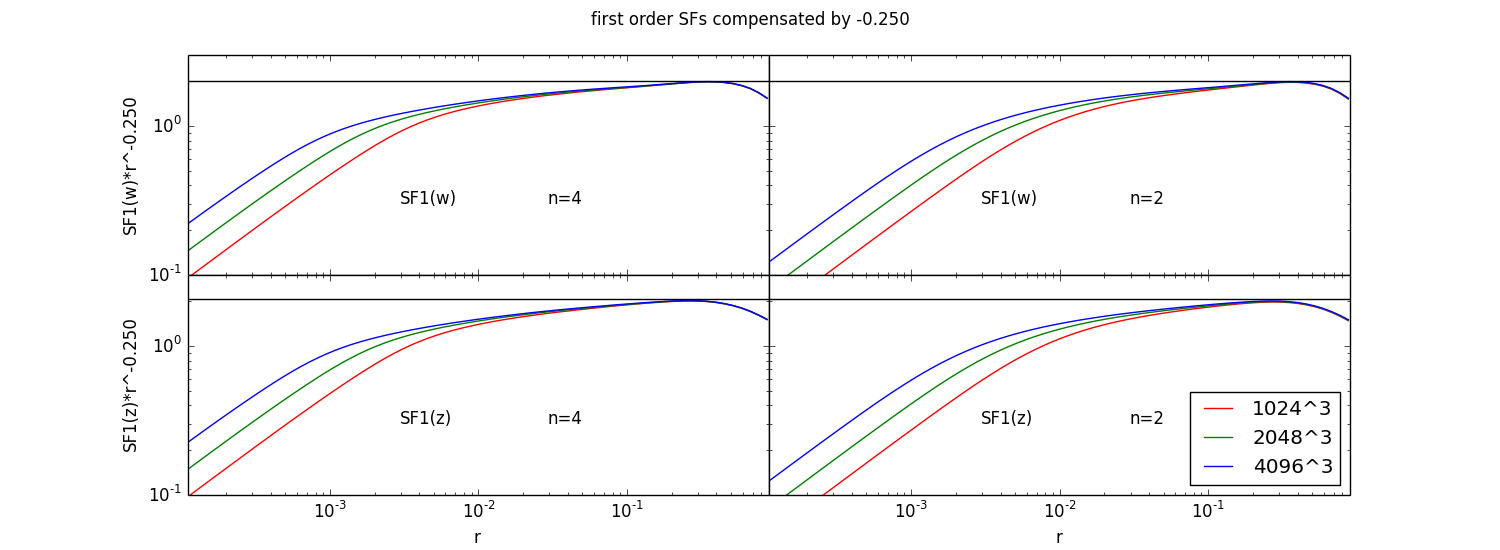 first order SFs compensated by -0.250
SF1(w)*r^-0.250
10^0
10^-1
SF1(w) n=4
SF1(w) n=2
SF1(z)*r^-0.250
10^0
10^-1
SF1(z) n=4
SF1(z) n=2
1024^3
2048^3
4096^3
10^-3 10^-2 10^-1
10^-3 10^-2 10^-1
r
r